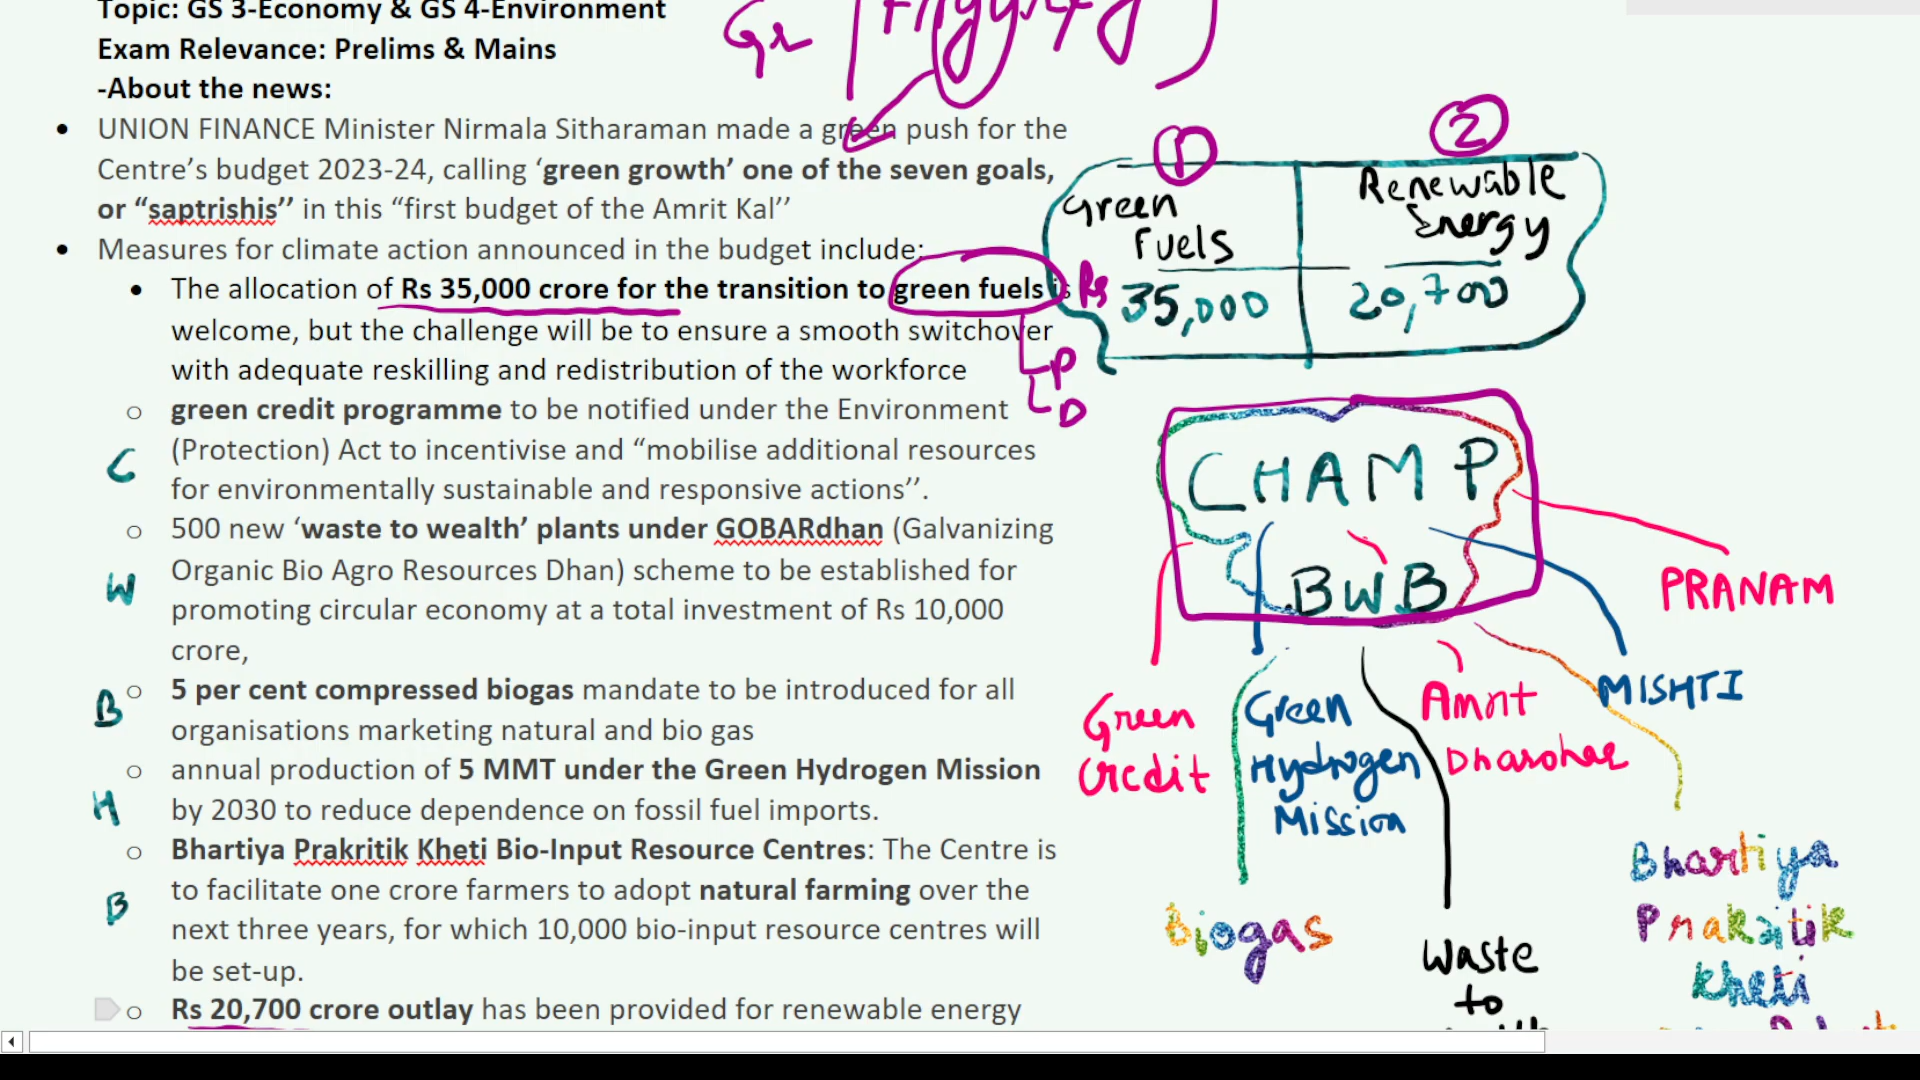 Topic: GS 3-Economy & GS 4-Environment
Exam Relevance: Prelims & Mains
-About the news:
UNION FINANCE Minister Nirmala Sitharaman made a green push for the
Centre's budget 2023-24, calling 'green growth' one of the seven goals,
or "saptrishis'' in this "first budget of the Amrit Kal''
Measures for climate action announced in the budget include:
The allocation of Rs 35,000 crore for the transition to green fuels is
welcome, but the challenge will be to ensure a smooth switchover
with adequate reskilling and redistribution of the workforce
green credit programme to be notified under the Environment
(Protection) Act to incentivise and "mobilise additional resources
for environmentally sustainable and responsive actions''.
500 new 'waste to wealth' plants under GOBARdhan (Galvanizing
Organic Bio Agro Resources Dhan) scheme to be established for
promoting circular economy at a total investment of Rs 10,000
crore,
5 per cent compressed biogas mandate to be introduced for all
organisations marketing natural and bio gas
annual production of 5 MMT under the Green Hydrogen Mission
by 2030 to reduce dependence on fossil fuel imports.
Bhartiya Prakritik Kheti Bio-Input Resource Centres: The Centre is
to facilitate one crore farmers to adopt natural farming over the
next three years, for which 10,000 bio-input resource centres will
be set-up.
Rs 20,700 crore outlay has been provided for renewable energy
C
W
B
H
B
P
D
1
2
Green
Fuels
Renewable
Energy
Rs 35,000
20,700
CHAMP
BWB
PRANAM
MISHTI
Green
Credit
Green
Hydrogen
Mission
Amrit
Dharohar
Biogas
Waste
to
Bhartiya
Prakritik
Kheti